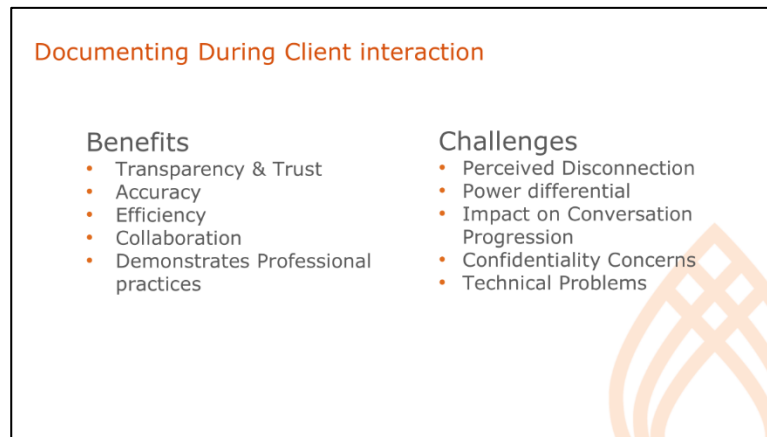 Documenting During Client interaction
Benefits
• Transparency & Trust
• Accuracy
• Efficiency
• Collaboration
• Demonstrates Professional
practices
Challenges
• Perceived Disconnection
• Power differential
• Impact on Conversation
Progression
• Confidentiality Concerns
• Technical Problems